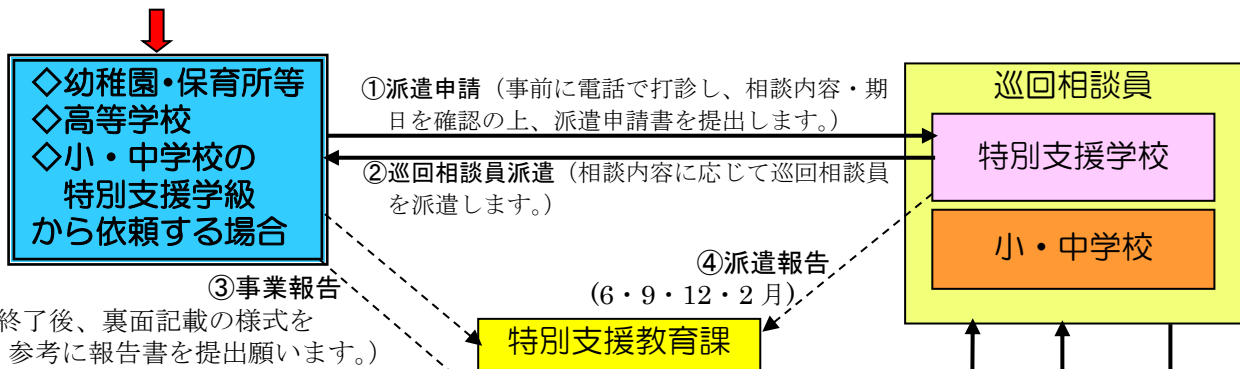 ◇幼稚園・保育所等
◇高等学校
◇小・中学校の
特別支援学級
から依頼する場合
①派遣申請（事前に電話で打診し、相談内容・期
日を確認の上、派遣申請書を提出します。）
②巡回相談員派遣（相談内容に応じて巡回相談員
を派遣します。）
巡回相談員
特別支援学校
小・中学校
③事業報告
終了後、裏面記載の様式を
参考に報告書を提出願います。）
④派遣報告
(6・9・12・2 月)
特別支援教育課